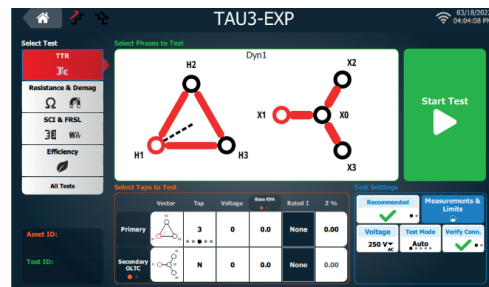 TAU3-EXP
03/18/202
04:04:08 PM
Select Test
TTR
Resistance & Demag
SCI & FRSL
Efficiency
All Tests
Asset ID:
Test ID:
Select Phases to Test
Dyn1
H2
H1
H3
X2
X1
X0
X3
Start Test
Select Taps to Test
Vector Tap Voltage Base KVA Rated I Z %
Primary 3 0 0.0 None 0.00
Secondary OLTC N 0 0.0 None 0.00
Test Settings
Recommended
Measurements & Limits
Voltage
250 V AC
Test Mode
Auto
Verify Conn.